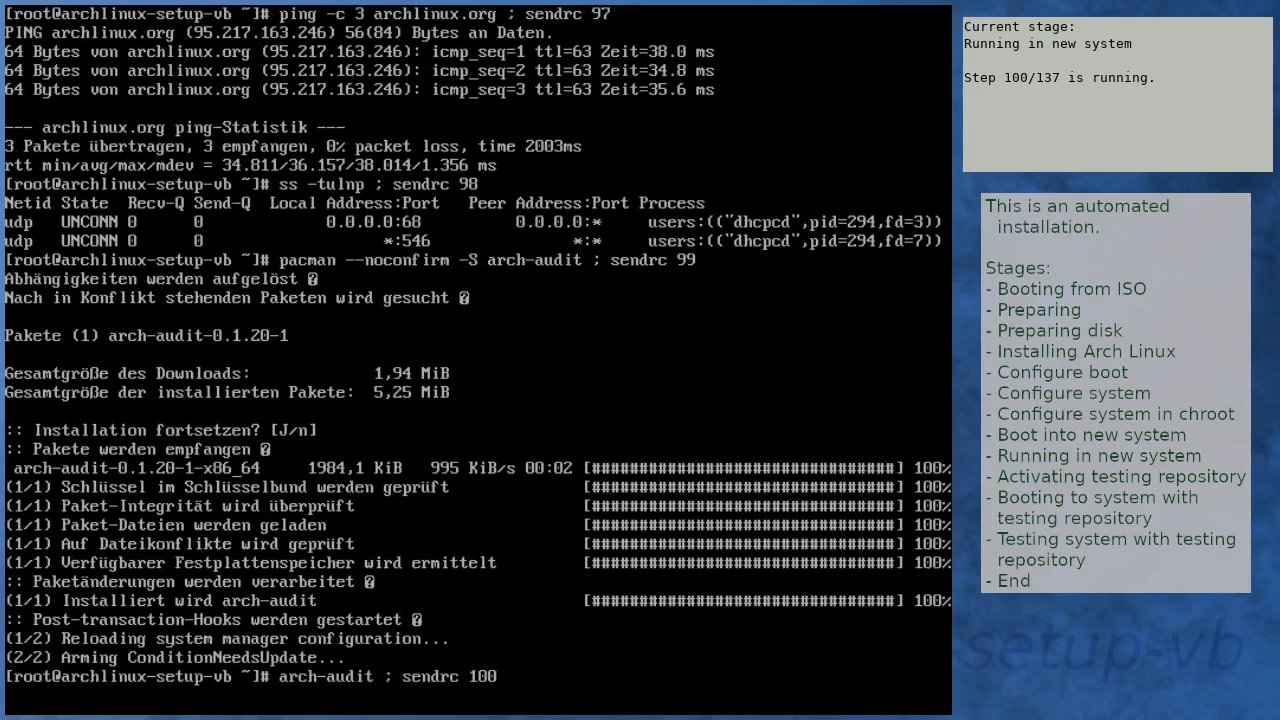 [root@archlinux-setup-vb ~]# ping -c 3 archlinux.org ; sendrc 97
PING archlinux.org (95.217.163.246) 56(84) Bytes an Daten.
64 Bytes von archlinux.org (95.217.163.246): icmp_seq=1 ttl=63 Zeit=38.0 ms
64 Bytes von archlinux.org (95.217.163.246): icmp_seq=2 ttl=63 Zeit=34.8 ms
64 Bytes von archlinux.org (95.217.163.246): icmp_seq=3 ttl=63 Zeit=35.6 ms
--- archlinux.org ping-Statistik ---
3 Pakete übertragen, 3 empfangen, 0% packet loss, time 2003ms
rtt min/avg/max/mdev = 34.811/36.157/38.014/1.356 ms
[root@archlinux-setup-vb ~]# ss -tulnp ; sendrc 98
Netid State  Recv-Q Send-Q  Local Address:Port   Peer Address:Port Process
udp   UNCONN 0      0             0.0.0.0:68          0.0.0.0:*     users:(("dhcpcd",pid=294,fd=3))
udp   UNCONN 0      0                  *:546               *:*     users:(("dhcpcd",pid=294,fd=7))
[root@archlinux-setup-vb ~]# pacman --noconfirm -S arch-audit ; sendrc 99
Abhängigkeiten werden aufgelöst �
Nach in Konflikt stehenden Paketen wird gesucht �
Pakete (1) arch-audit-0.1.20-1
Gesamtgröße des Downloads:             1,94 MiB
Gesamtgröße der installierten Pakete:  5,25 MiB
:: Installation fortsetzen? [J/n]
:: Pakete werden empfangen �
arch-audit-0.1.20-1-x86_64     1984,1 KiB   995 KiB/s 00:02 [################################] 100%
(1/1) Schlüssel im Schlüsselbund werden geprüft [################################] 100%
(1/1) Paket-Integrität wird überprüft [################################] 100%
(1/1) Paket-Dateien werden geladen [################################] 100%
(1/1) Auf Dateikonflikte wird geprüft [################################] 100%
(1/1) Verfügbarer Festplattenspeicher wird ermittelt [################################] 100%
:: Paketänderungen werden verarbeitet �
(1/1) Installiert wird arch-audit [################################] 100%
:: Post-transaction-Hooks werden gestartet �
(1/2) Reloading system manager configuration...
(2/2) Arming ConditionNeedsUpdate...
[root@archlinux-setup-vb ~]# arch-audit ; sendrc 100
Current stage:
Running in new system
Step 100/137 is running.
This is an automated
installation.
Stages:
- Booting from ISO
- Preparing
- Preparing disk
- Installing Arch Linux
- Configure boot
- Configure system
- Configure system in chroot
- Boot into new system
- Running in new system
- Activating testing repository
- Booting to system with
testing repository
- Testing system with testing
repository
- End
setup-vb